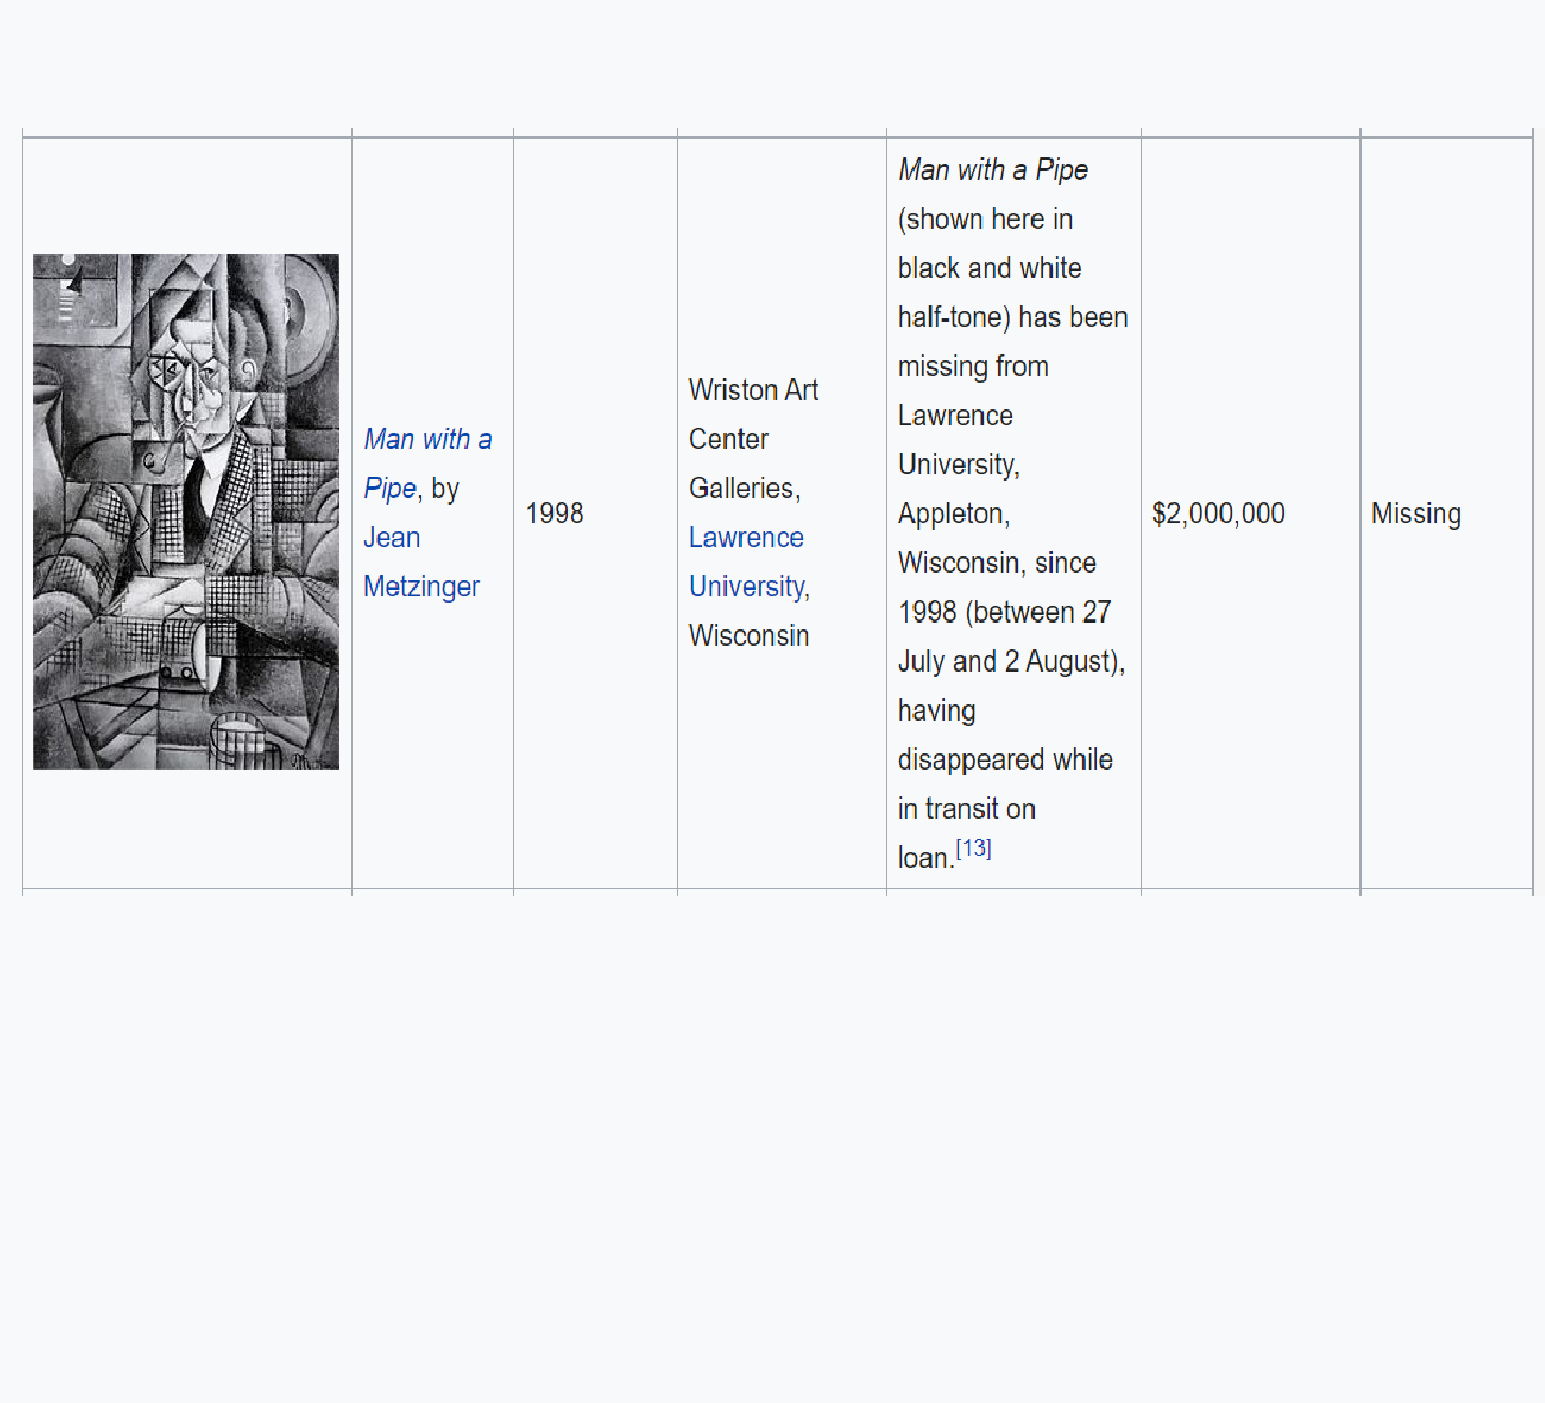 Man with a
Pipe, by
Jean
Metzinger
1998
Wriston Art
Center
Galleries,
Lawrence
University,
Wisconsin
Man with a Pipe
(shown here in
black and white
half-tone) has been
missing from
Lawrence
University,
Appleton,
Wisconsin, since
1998 (between 27
July and 2 August),
having
disappeared while
in transit on
loan.[13]
$2,000,000
Missing